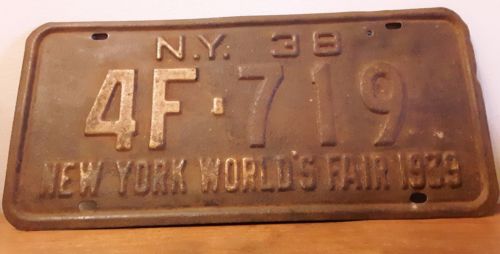 N.Y. 38
4F·719
NEW YORK WORLD'S FAIR 1939